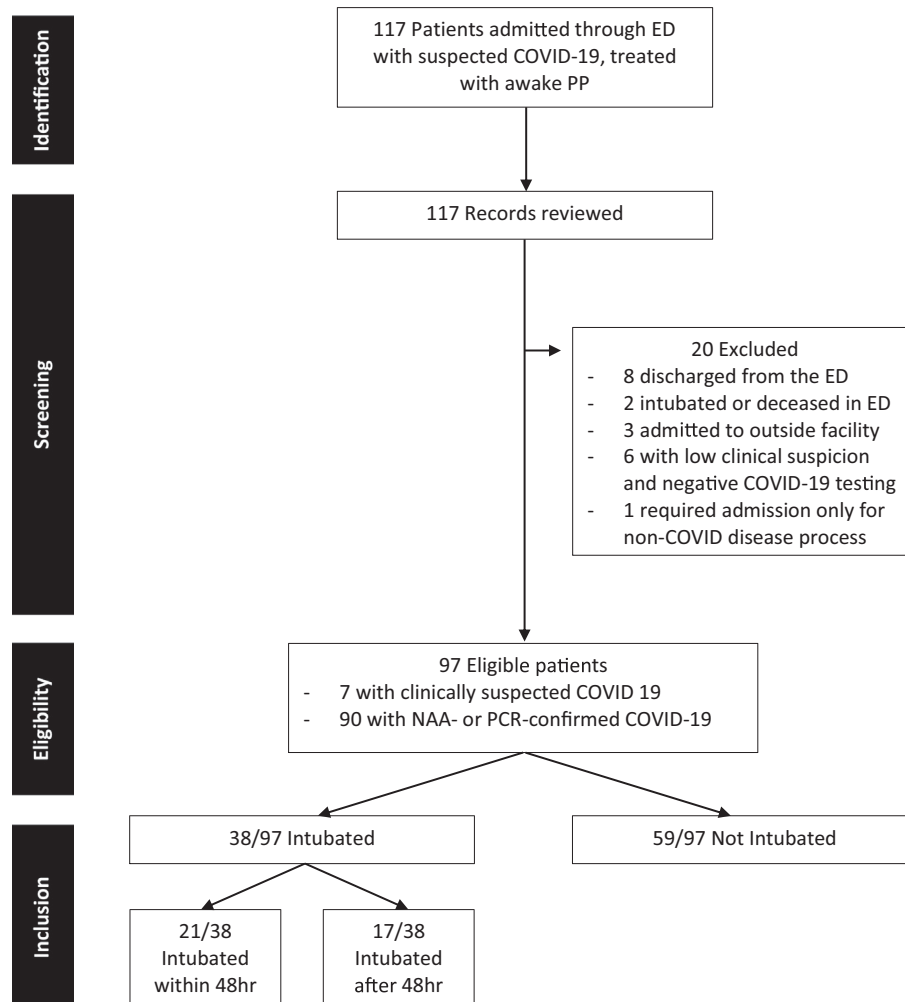 Identification
117 Patients admitted through ED
with suspected COVID-19, treated
with awake PP
Screening
117 Records reviewed
20 Excluded
- 8 discharged from the ED
- 2 intubated or deceased in ED
- 3 admitted to outside facility
- 6 with low clinical suspicion
and negative COVID-19 testing
- 1 required admission only for
non-COVID disease process
Eligibility
97 Eligible patients
- 7 with clinically suspected COVID 19
- 90 with NAA- or PCR-confirmed COVID-19
Inclusion
38/97 Intubated
59/97 Not Intubated
21/38
Intubated
within 48hr
17/38
Intubated
after 48hr